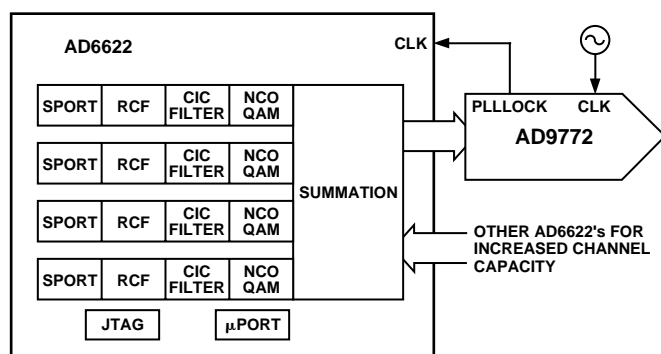 AD6622
CLK
SPORT RCF CIC FILTER NCO QAM
SPORT RCF CIC FILTER NCO QAM
SPORT RCF CIC FILTER NCO QAM
SPORT RCF CIC FILTER NCO QAM
SUMMATION
JTAG
μPORT
PLLLOCK CLK
AD9772
OTHER AD6622's FOR
INCREASED CHANNEL
CAPACITY